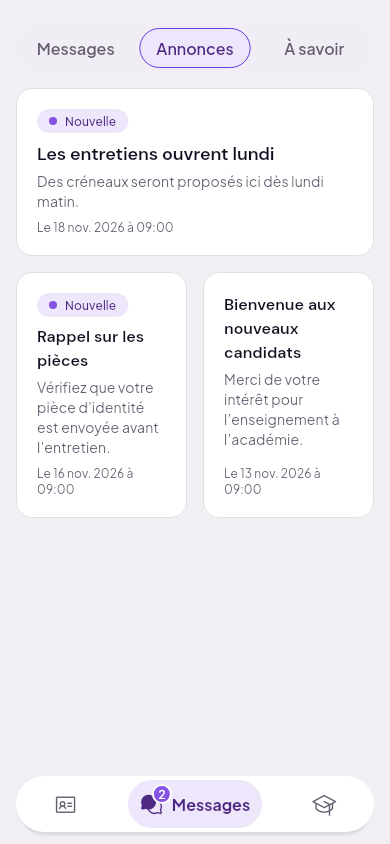 Messages
Annonces
À savoir
Nouvelle
Les entretiens ouvrent lundi
Des créneaux seront proposés ici dès lundi
matin.
Le 18 nov. 2026 à 09:00
Nouvelle
Rappel sur les
pièces
Vérifiez que votre
pièce d’identité
est envoyée avant
l’entretien.
Le 16 nov. 2026 à
09:00
Bienvenue aux
nouveaux
candidats
Merci de votre
intérêt pour
l’enseignement à
l’académie.
Le 13 nov. 2026 à
09:00
2
Messages